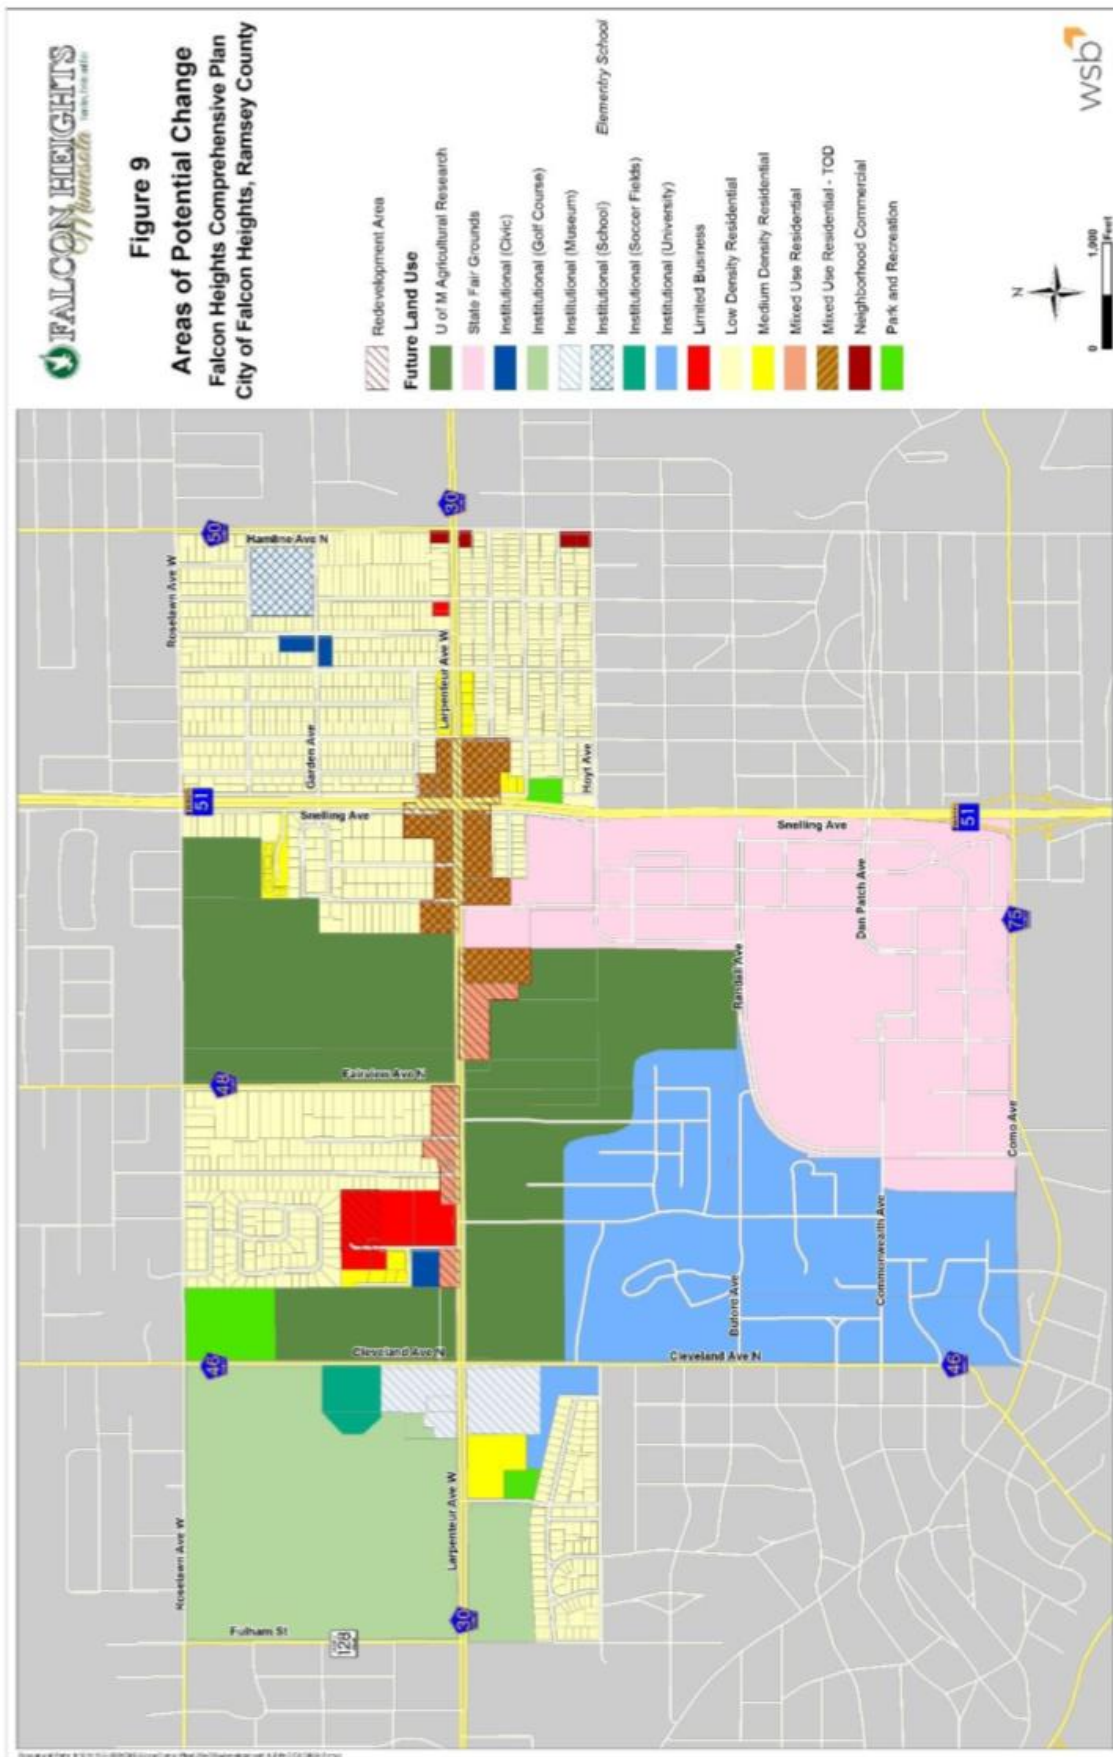 FALCON HEIGHTS
Minnesota
Figure 9
Areas of Potential Change
Falcon Heights Comprehensive Plan
City of Falcon Heights, Ramsey County
Redevelopment Area
Future Land Use
U of M Agricultural Research
State Fair Grounds
Institutional (Civic)
Institutional (Golf Course)
Institutional (Museum)
Institutional (School)
Elementry School
Institutional (Soccer Fields)
Institutional (University)
Limited Business
Low Density Residential
Medium Density Residential
Mixed Use Residential
Mixed Use Residential - TOD
Neighborhood Commercial
Park and Recreation
N
0
1,000
Feet
wsb
Roselawn Ave W
Roselawn Ave W
50
Hamline Ave N
30
Larpenteur Ave W
Garden Ave
Hoyt Ave
51
Snelling Ave
Snelling Ave
51
Dan Patch Ave
Randall Ave
75
48
Fairview Ave N
Como Ave
Commonwealth Ave
Buford Ave
46
Cleveland Ave N
Cleveland Ave N
46
Larpenteur Ave W
30
Fulham St
128